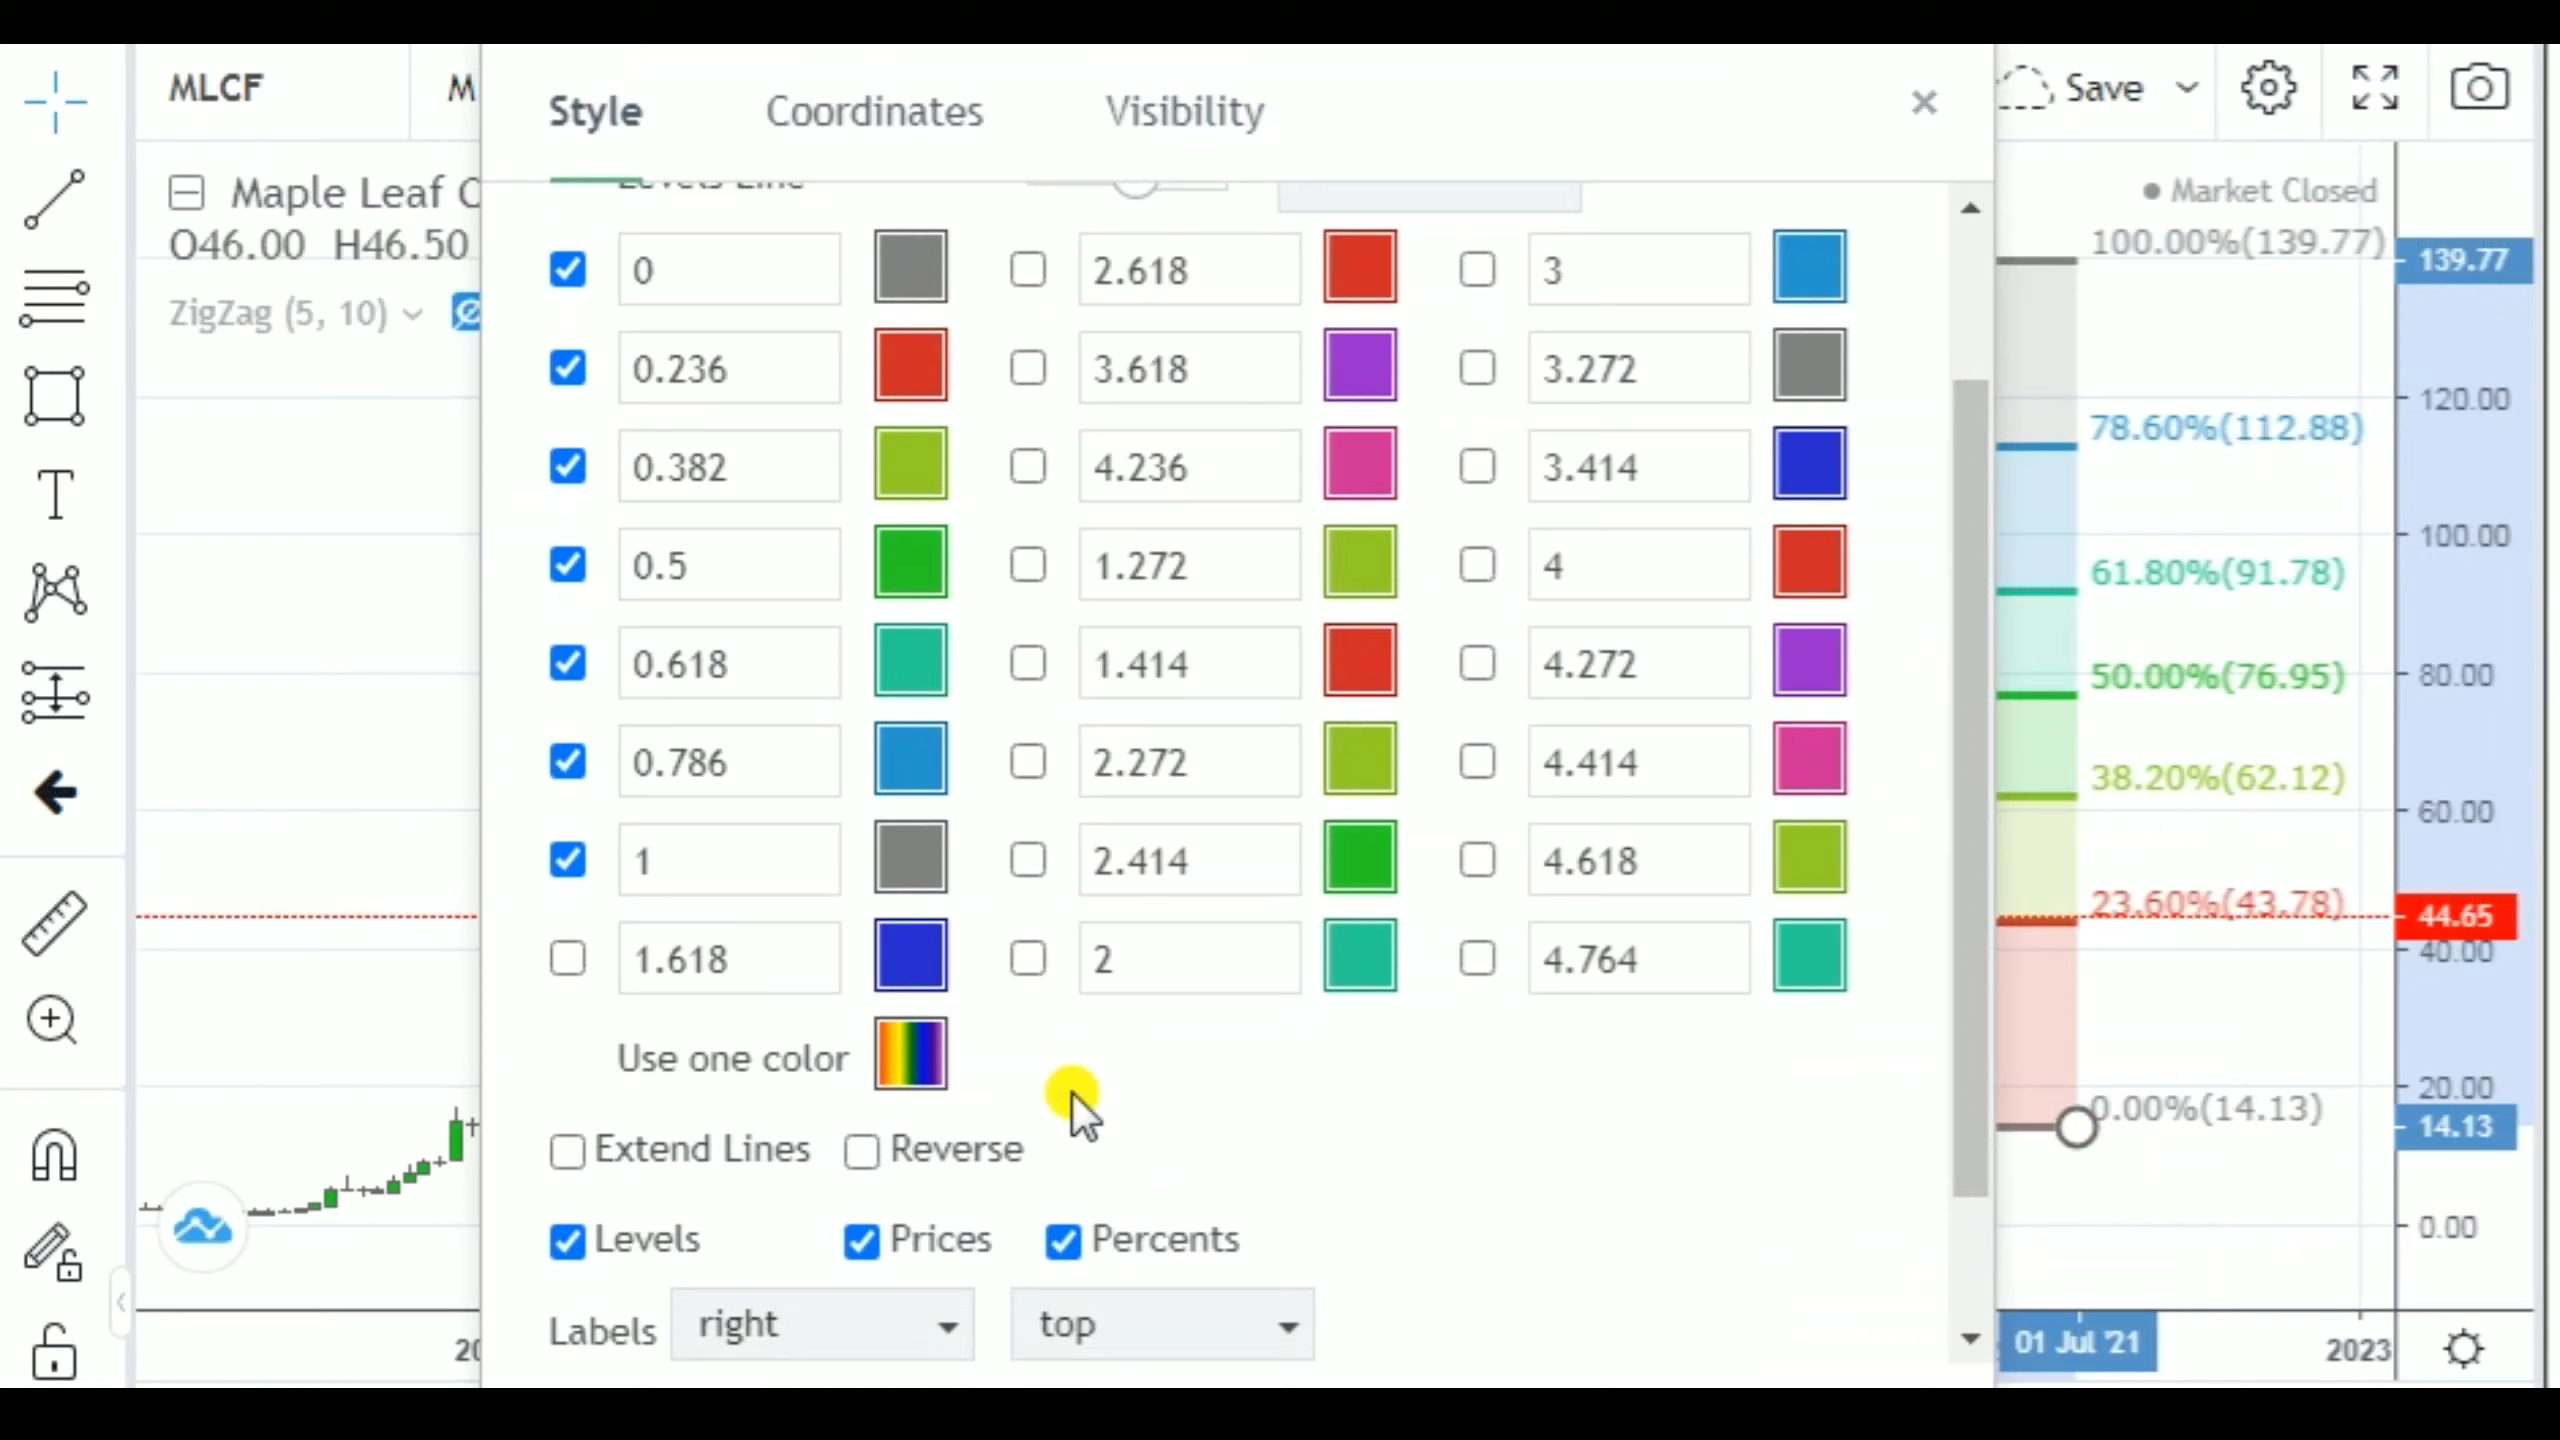 MLCF
M
Style
Coordinates
Visibility
Save
Maple Leaf C
O46.00 H46.50
ZigZag (5, 10)
Levels Line
0
2.618
3
0.236
3.618
3.272
0.382
4.236
3.414
0.5
1.272
4
0.618
1.414
4.272
0.786
2.272
4.414
1
2.414
4.618
1.618
2
4.764
Use one color
Extend Lines
Reverse
Levels
Prices
Percents
Labels
right
top
T
Market Closed
100.00%(139.77)
139.77
120.00
78.60%(112.88)
100.00
61.80%(91.78)
50.00%(76.95)
80.00
38.20%(62.12)
60.00
23.60%(43.78)
44.65
40.00
20.00
0.00%(14.13)
14.13
0.00
20
01 Jul '21
2023